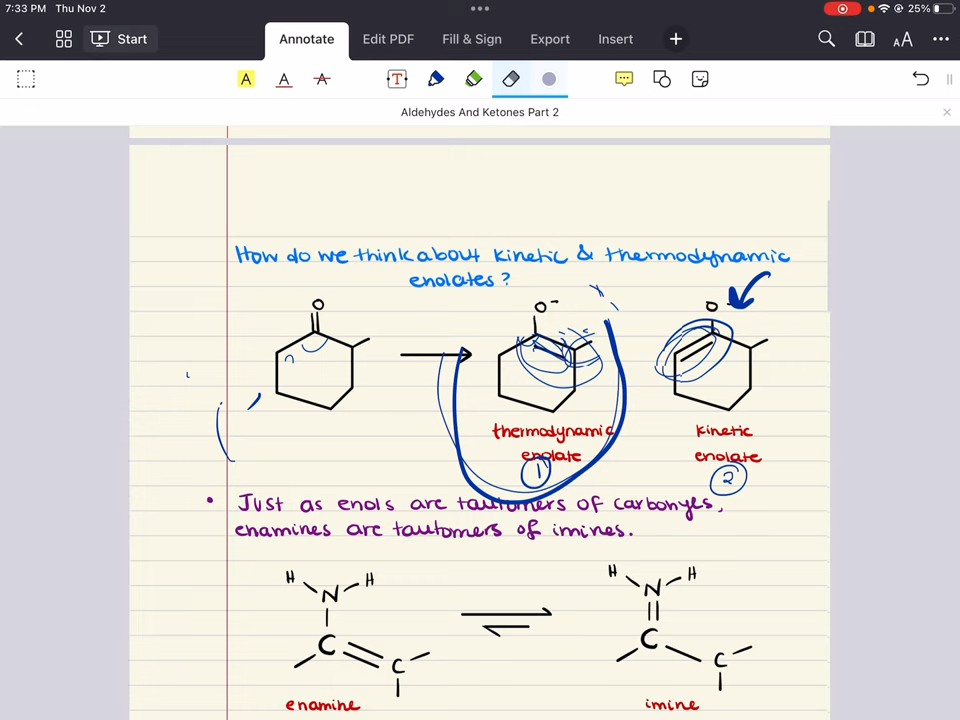 7:33 PM Thu Nov 2
25%
Start
Annotate
Edit PDF
Fill & Sign
Export
Insert
AA
A
A
A
T
Aldehydes And Ketones Part 2
How do we think about kinetic & thermodynamic
enolates?
O
O⁻
O
thermodynamic
enolate
1
kinetic
enolate
2
• Just as enols are tautomers of carbonyls,
enamines are tautomers of imines.
H
H
N
C
C
enamine
H
H
N
C
C
imine